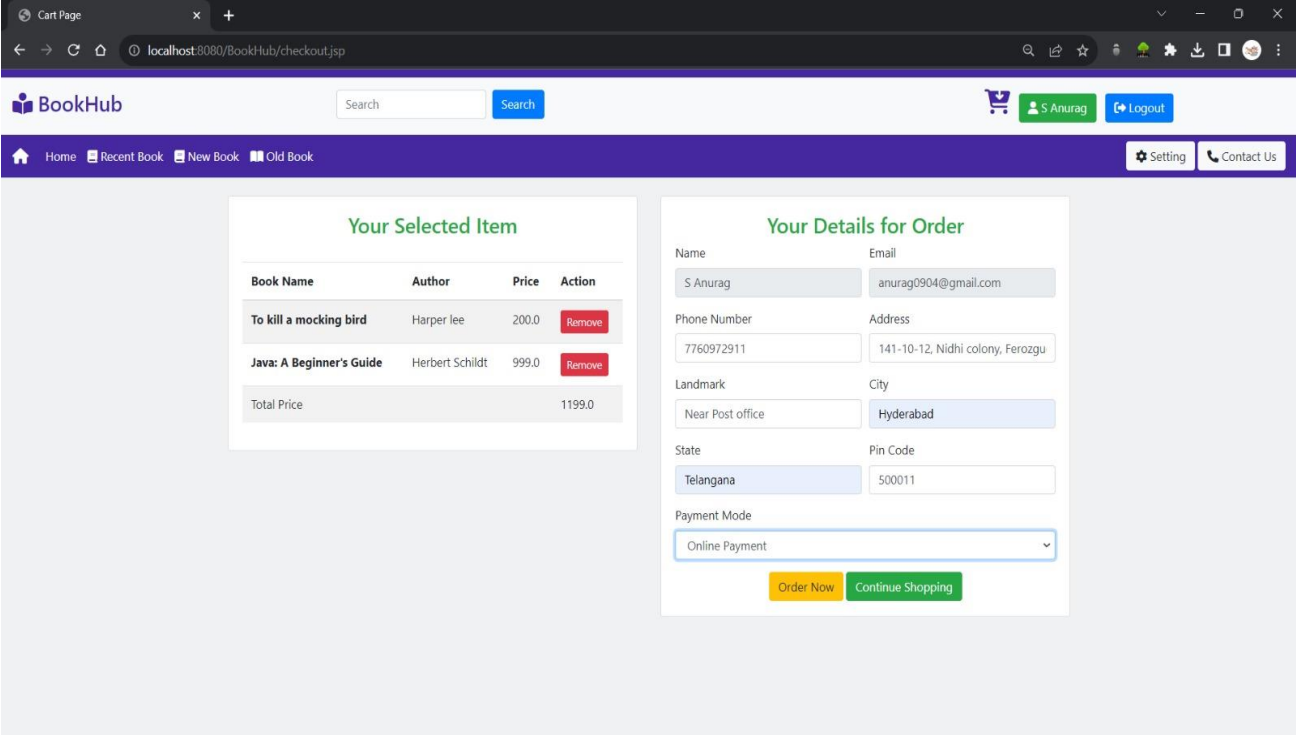 Cart Page
localhost:8080/BookHub/checkout.jsp
BookHub
Search
Search
S Anurag
Logout
Home Recent Book New Book Old Book
Setting
Contact Us
Your Selected Item
Book Name Author Price Action
To kill a mocking bird Harper lee 200.0 Remove
Java: A Beginner's Guide Herbert Schildt 999.0 Remove
Total Price 1199.0
Your Details for Order
Name Email
S Anurag anurag0904@gmail.com
Phone Number Address
7760972911 141-10-12, Nidhi colony, Ferozgu
Landmark City
Near Post office Hyderabad
State Pin Code
Telangana 500011
Payment Mode
Online Payment
Order Now Continue Shopping